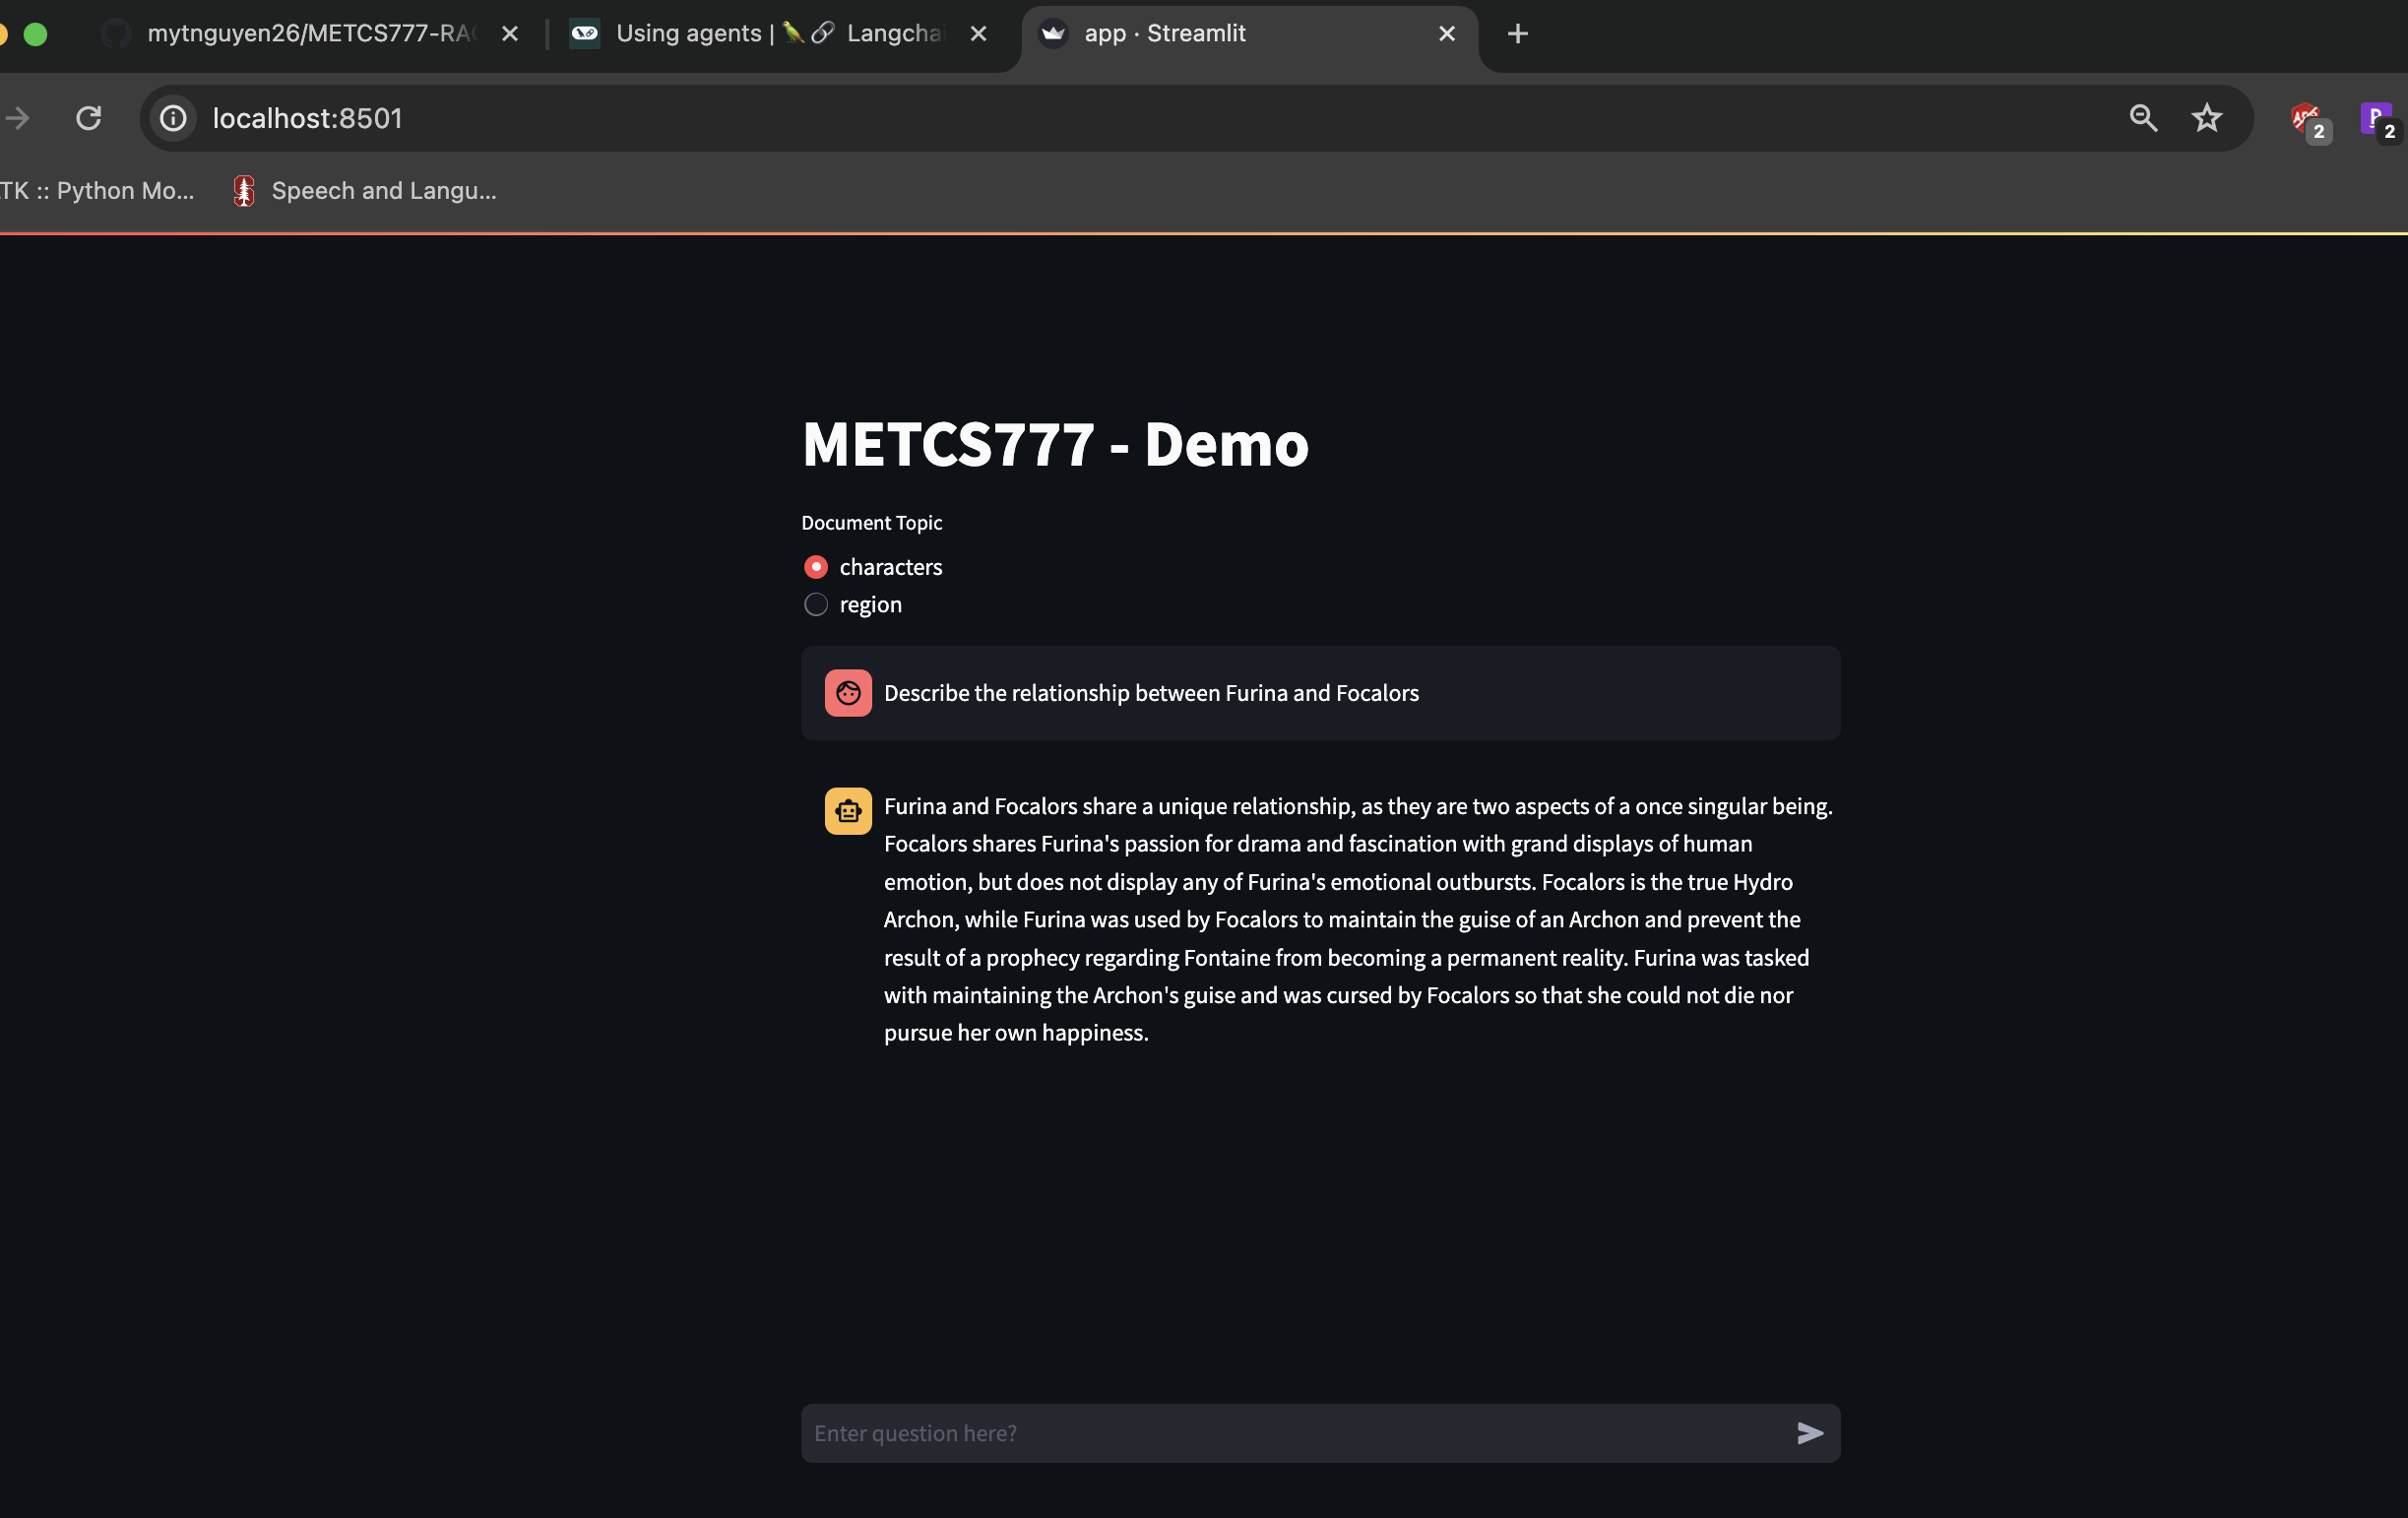 mytnguyen26/METCS777-RA
Using agents | 🦜🔗 Langchai
app · Streamlit
localhost:8501
2
2
TK :: Python Mo...
Speech and Langu...
METCS777 - Demo
Document Topic
characters
region
Describe the relationship between Furina and Focalors
Furina and Focalors share a unique relationship, as they are two aspects of a once singular being.
Focalors shares Furina's passion for drama and fascination with grand displays of human
emotion, but does not display any of Furina's emotional outbursts. Focalors is the true Hydro
Archon, while Furina was used by Focalors to maintain the guise of an Archon and prevent the
result of a prophecy regarding Fontaine from becoming a permanent reality. Furina was tasked
with maintaining the Archon's guise and was cursed by Focalors so that she could not die nor
pursue her own happiness.
Enter question here?